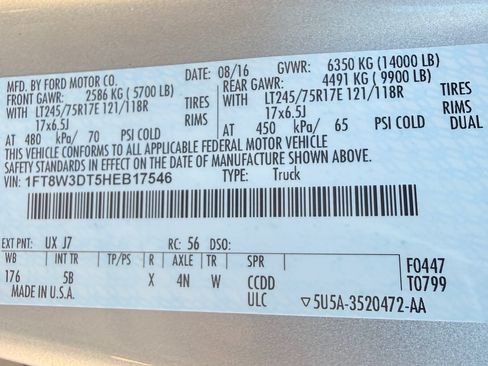 MFD. BY FORD MOTOR CO. DATE: 08/16 GVWR: 6350 KG (14000 LB)
FRONT GAWR: 2586 KG ( 5700 LB) REAR GAWR: 4491 KG ( 9900 LB)
WITH LT245/75R17E 121/118R TIRES WITH LT245/75R17E 121/118R TIRES
17x6.5J RIMS 17x6.5J RIMS
AT 480 kPa/ 70 PSI COLD AT 450 kPa/ 65 PSI COLD DUAL
THIS VEHICLE CONFORMS TO ALL APPLICABLE FEDERAL MOTOR VEHICLE
SAFETY STANDARDS IN EFFECT ON THE DATE OF MANUFACTURE SHOWN ABOVE.
VIN: 1FT8W3DT5HEB17546 TYPE: Truck
EXT PNT: UX J7 RC: 56 DSO:
WB INT TR TP/PS R AXLE TR SPR F0447
176 5B X 4N W CCDD T0799
MADE IN U.S.A. ULC ▽5U5A-3520472-AA